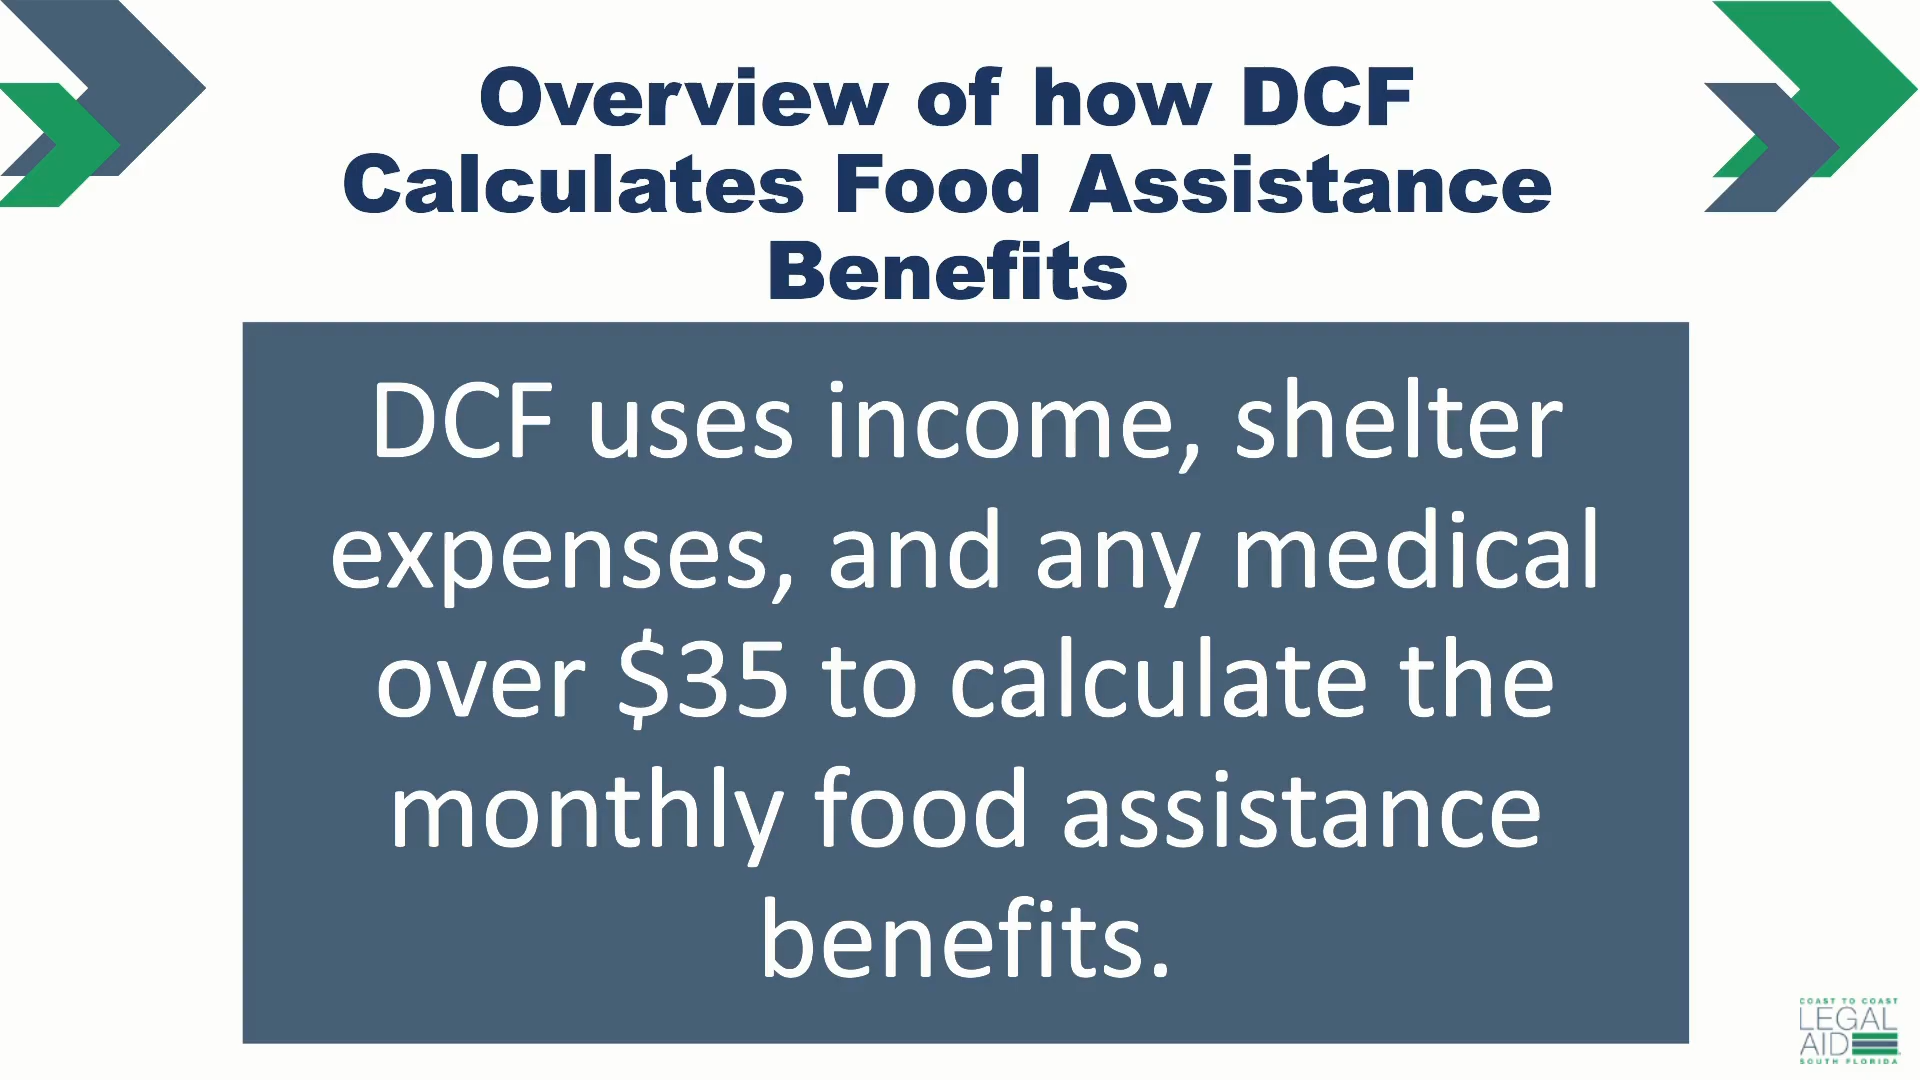 Overview of how DCF
Calculates Food Assistance
Benefits
DCF uses income, shelter
expenses, and any medical
over $35 to calculate the
monthly food assistance
benefits.
COAST TO COAST
LEGAL
AID
SOUTH FLORIDA